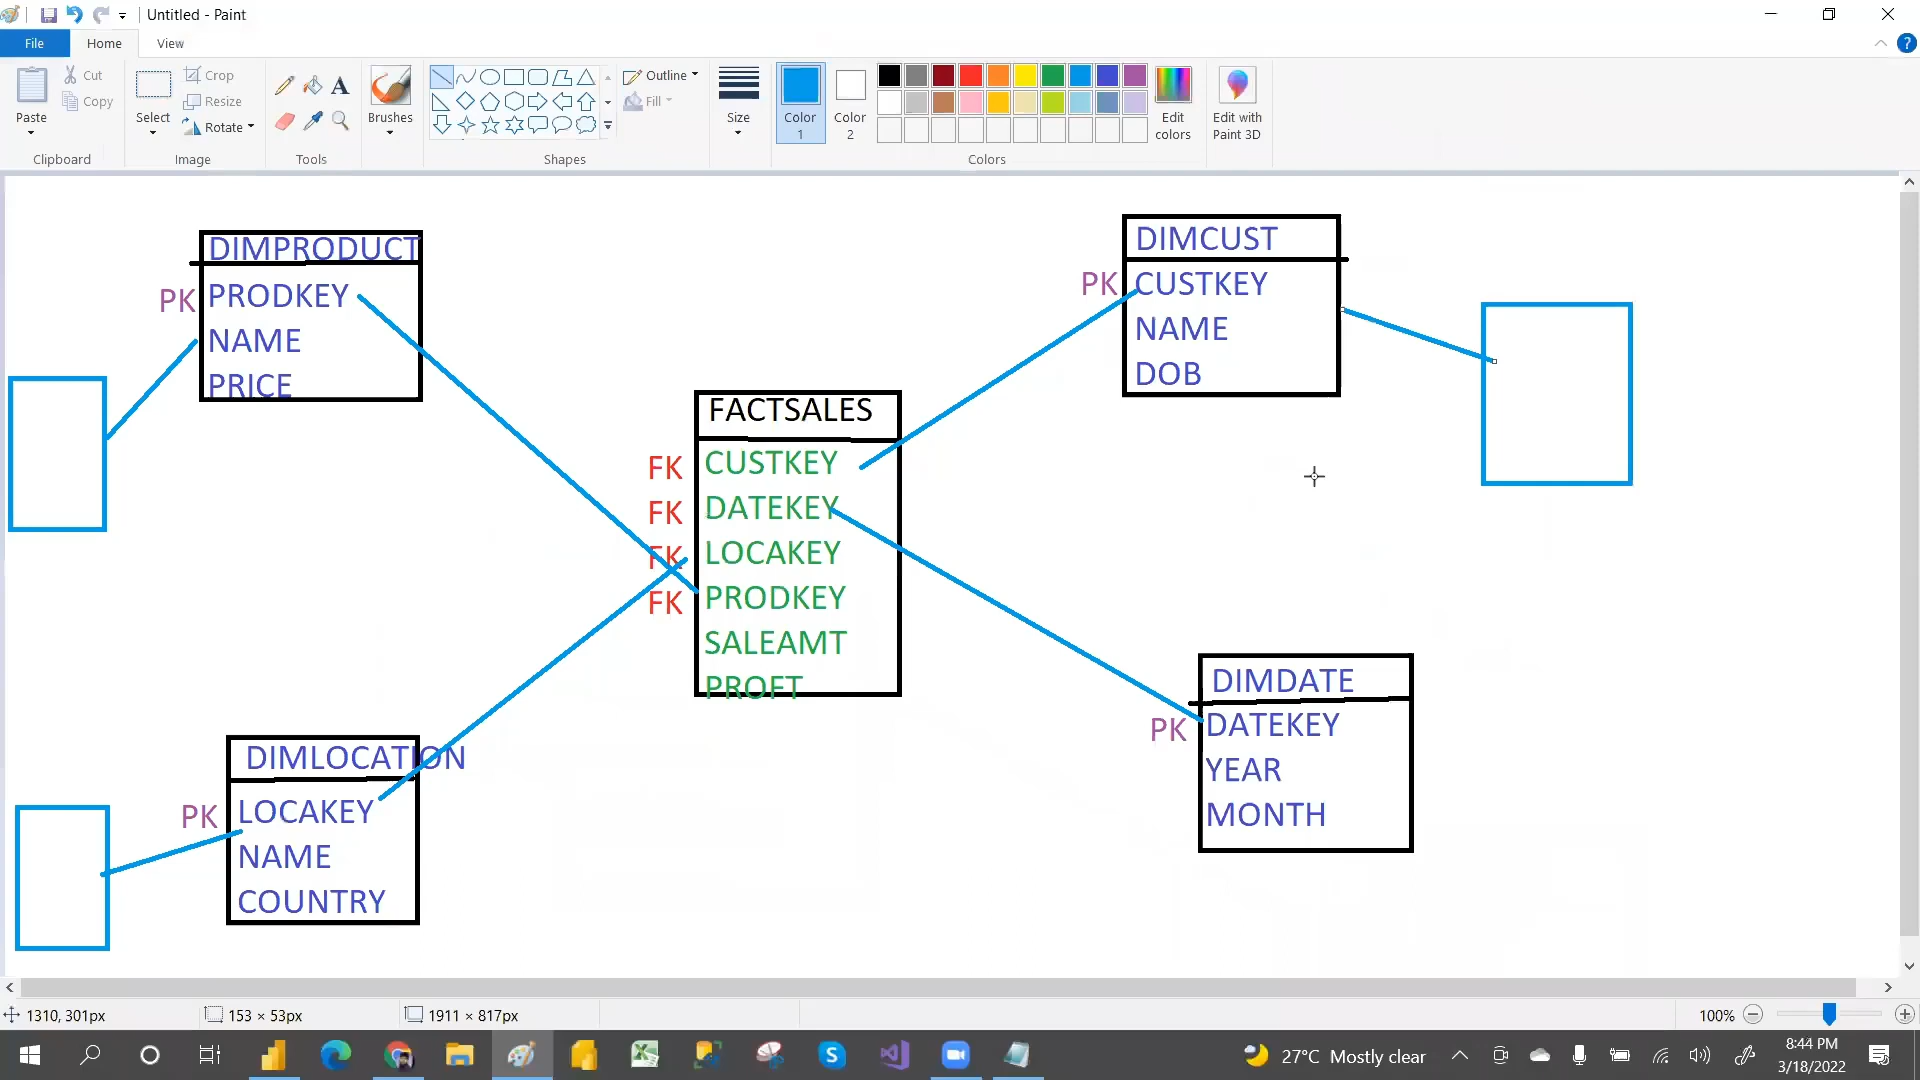 Untitled - Paint
File Home View
Paste
Cut
Copy
Clipboard
Select
Crop
Resize
Rotate
Image
Tools
Brushes
Shapes
Outline
Fill
Size
Color 1
Color 2
Colors
Edit colors
Edit with Paint 3D
?
DIMPRODUCT
PK PRODKEY
NAME
PRICE
DIMCUST
PK CUSTKEY
NAME
DOB
FACTSALES
FK CUSTKEY
FK DATEKEY
FK LOCAKEY
FK PRODKEY
SALEAMT
PROFT
DIMLOCATION
PK LOCAKEY
NAME
COUNTRY
DIMDATE
PK DATEKEY
YEAR
MONTH
1310, 301px 153 × 53px 1911 × 817px 100%
27°C Mostly clear
8:44 PM
3/18/2022